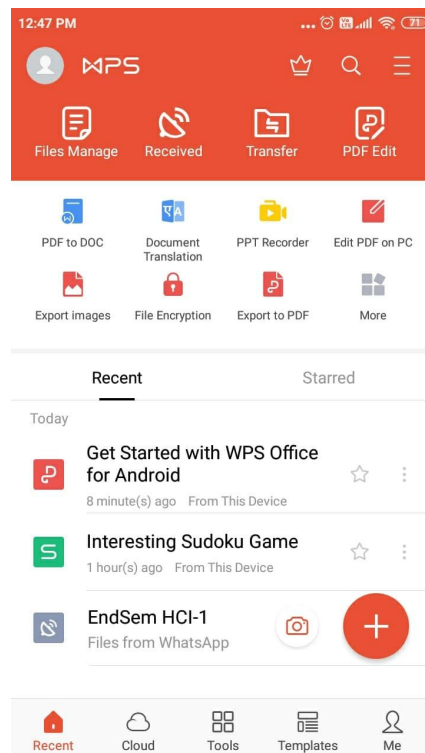 12:47 PM ... 71
WPS
Files Manage Received Transfer PDF Edit
PDF to DOC Document Translation PPT Recorder Edit PDF on PC
Export images File Encryption Export to PDF More
Recent Starred
Today
Get Started with WPS Office
for Android
8 minute(s) ago From This Device
Interesting Sudoku Game
1 hour(s) ago From This Device
EndSem HCI-1
Files from WhatsApp
Recent Cloud Tools Templates Me